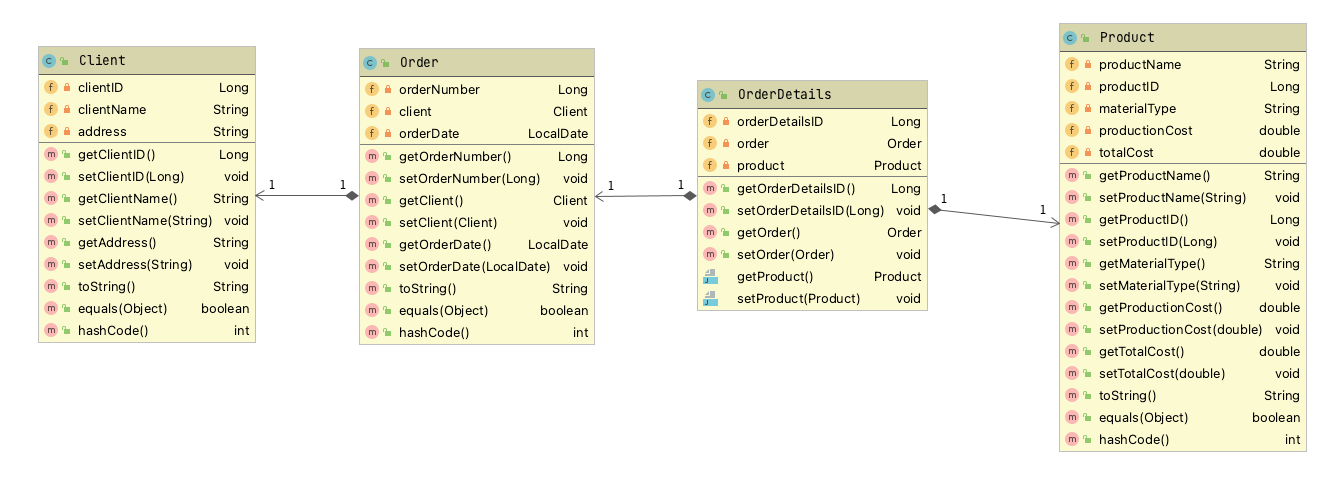 Client
clientID Long
clientName String
address String
getClientID() Long
setClientID(Long) void
getClientName() String
setClientName(String) void
getAddress() String
setAddress(String) void
toString() String
equals(Object) boolean
hashCode() int
1 1
Order
orderNumber Long
client Client
orderDate LocalDate
getOrderNumber() Long
setOrderNumber(Long) void
getClient() Client
setClient(Client) void
getOrderDate() LocalDate
setOrderDate(LocalDate) void
toString() String
equals(Object) boolean
hashCode() int
1 1
OrderDetails
orderDetailsID Long
order Order
product Product
getOrderDetailsID() Long
setOrderDetailsID(Long) void
getOrder() Order
setOrder(Order) void
getProduct() Product
setProduct(Product) void
1 1
Product
productName String
productID Long
materialType String
productionCost double
totalCost double
getProductName() String
setProductName(String) void
getProductID() Long
setProductID(Long) void
getMaterialType() String
setMaterialType(String) void
getProductionCost() double
setProductionCost(double) void
getTotalCost() double
setTotalCost(double) void
toString() String
equals(Object) boolean
hashCode() int